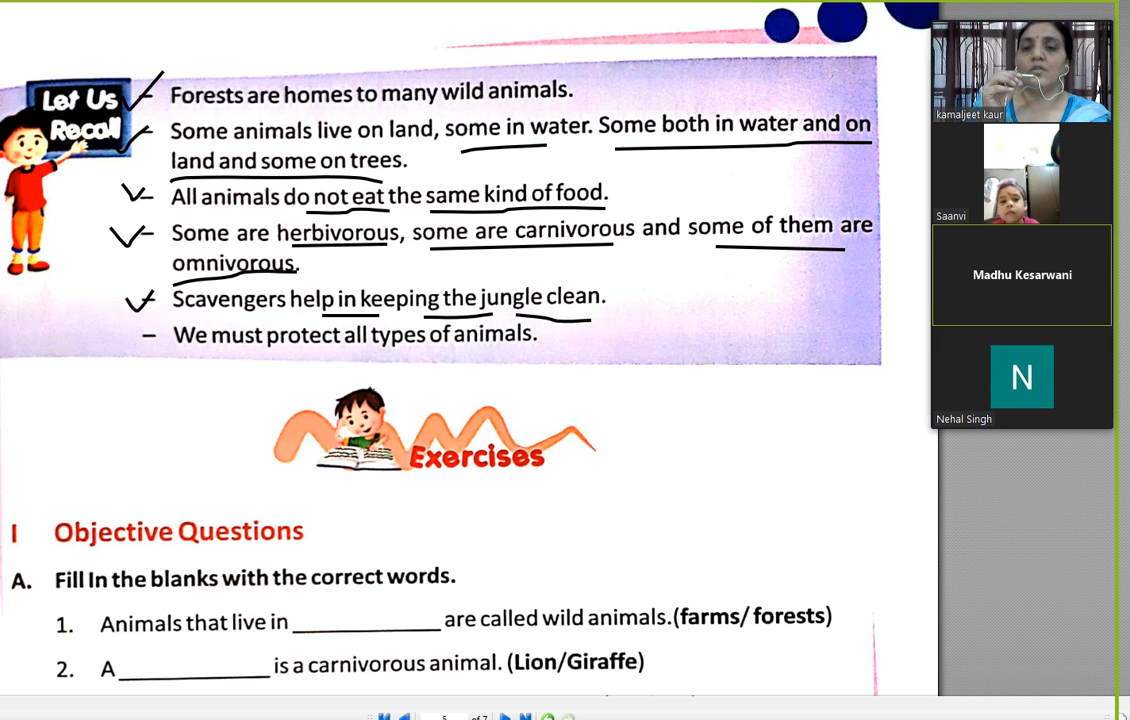 Let Us
Recall
– Forests are homes to many wild animals.
– Some animals live on land, some in water. Some both in water and on
land and some on trees.
– All animals do not eat the same kind of food.
– Some are herbivorous, some are carnivorous and some of them are
omnivorous.
– Scavengers help in keeping the jungle clean.
– We must protect all types of animals.
Exercises
I Objective Questions
A. Fill In the blanks with the correct words.
1. Animals that live in ____________ are called wild animals.(farms/ forests)
2. A ____________ is a carnivorous animal. (Lion/Giraffe)
5 of 7
kamaljeet kaur
Saanvi
Madhu Kesarwani
N
Nehal Singh